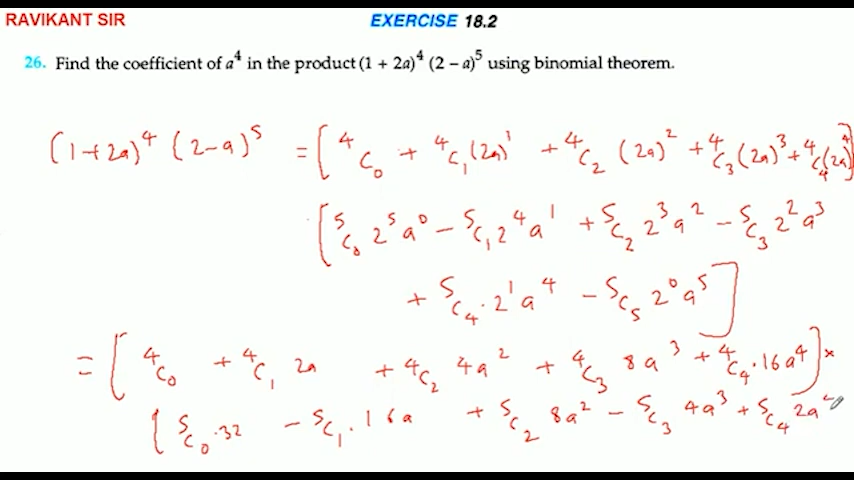 RAVIKANT SIR
EXERCISE 18.2
26. Find the coefficient of a⁴ in the product (1 + 2a)⁴ (2 – a)⁵ using binomial theorem.
(1+2a)⁴ (2-a)⁵ = [⁴C₀ + ⁴C₁(2a)¹ + ⁴C₂(2a)² + ⁴C₃(2a)³ + ⁴C₄(2a)⁴]
[⁵C₀ 2⁵a⁰ - ⁵C₁ 2⁴a¹ + ⁵C₂ 2³a² - ⁵C₃ 2²a³
+ ⁵C₄·2¹a⁴ - ⁵C₅ 2⁰a⁵]
= [⁴C₀ + ⁴C₁ 2a + ⁴C₂ 4a² + ⁴C₃ 8a³ + ⁴C₄·16a⁴] ×
[⁵C₀·32 - ⁵C₁·16a + ⁵C₂ 8a² - ⁵C₃ 4a³ + ⁵C₄ 2a⁴